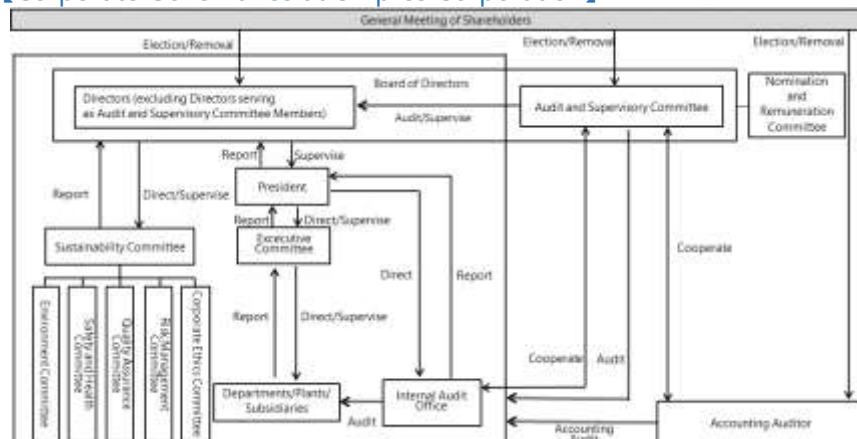 General Meeting of Shareholders
Election/Removal
Election/Removal
Election/Removal
Board of Directors
Directors (excluding Directors serving
as Audit and Supervisory Committee Members)
Audit/Supervise
Audit and Supervisory Committee
Nomination
and
Remuneration
Committee
Report
Supervise
Report
Direct/Supervise
President
Report
Direct/Supervise
Sustainability Committee
Excecutive
Committee
Direct
Report
Cooperate
Environment Committee
Safety and Health
Committee
Quality Assurance
Committee
Risk Management
Committee
Corporate Ethics Committee
Report
Direct/Supervise
Cooperate
Audit
Departments/Plants/
Subsidiaries
Audit
Internal Audit
Office
Accounting
Audit
Accounting Auditor